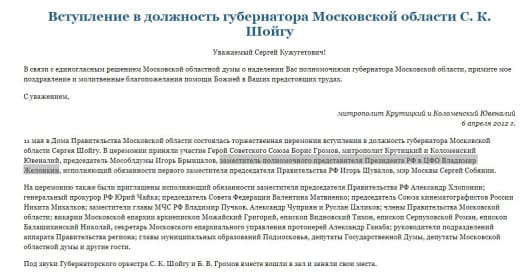 Вступление в должность губернатора Московской области С. К.
Шойгу
Уважаемый Сергей Кужугетович!
В связи с единогласным решением Московской областной думы о наделении Вас полномочиями губернатора Московской области, примите мое
поздравление и молитвенные благопожелания помощи Божией в Ваших предстоящих трудах.
С уважением,
митрополит Крутицкий и Коломенский Ювеналий
6 апреля 2012 г.
11 мая в Дома Правительства Московской области состоялась торжественная церемония вступления в должность губернатора Московской
области Сергея Шойгу. В церемонии приняли участие Герой Советского Союза Борис Громов, митрополит Крутицкий и Коломенский
Ювеналий, председатель Мособлдумы Игорь Брынцалов, заместитель полномочного представителя Президента РФ в ЦФО Владимир
Желонкин, исполняющий обязанности первого заместителя председателя Правительства РФ Игорь Шувалов, мэр Москвы Сергей Собянин.
На церемонию также были приглашены исполняющий обязанности заместителя председателя Правительства РФ Александр Хлопонин;
генеральный прокурор РФ Юрий Чайка; председатель Совета Федерации Валентина Матвиенко; председатель Союза кинематографистов России
Никита Михалков; заместители главы МЧС РФ Владимир Пучков, Александр Чуприян и Руслан Цаликов; члены Правительства Московской
области; викарии Московской епархии архиепископ Можайский Григорий, епископ Видновский Тихон, епископ Серпуховской Роман, епископ
Балашихинский Николай, секретарь Московского епархиального управления протоиерей Александр Ганаба; руководители подразделений
аппарата Правительства региона; главы муниципальных образований Подмосковья, депутаты Государственной Думы, депутаты Московской
областной думы и другие гости.
Под звуки Губернаторского оркестра С. К. Шойгу и Б. В. Громов вместе вошли в зал и заняли свои места.